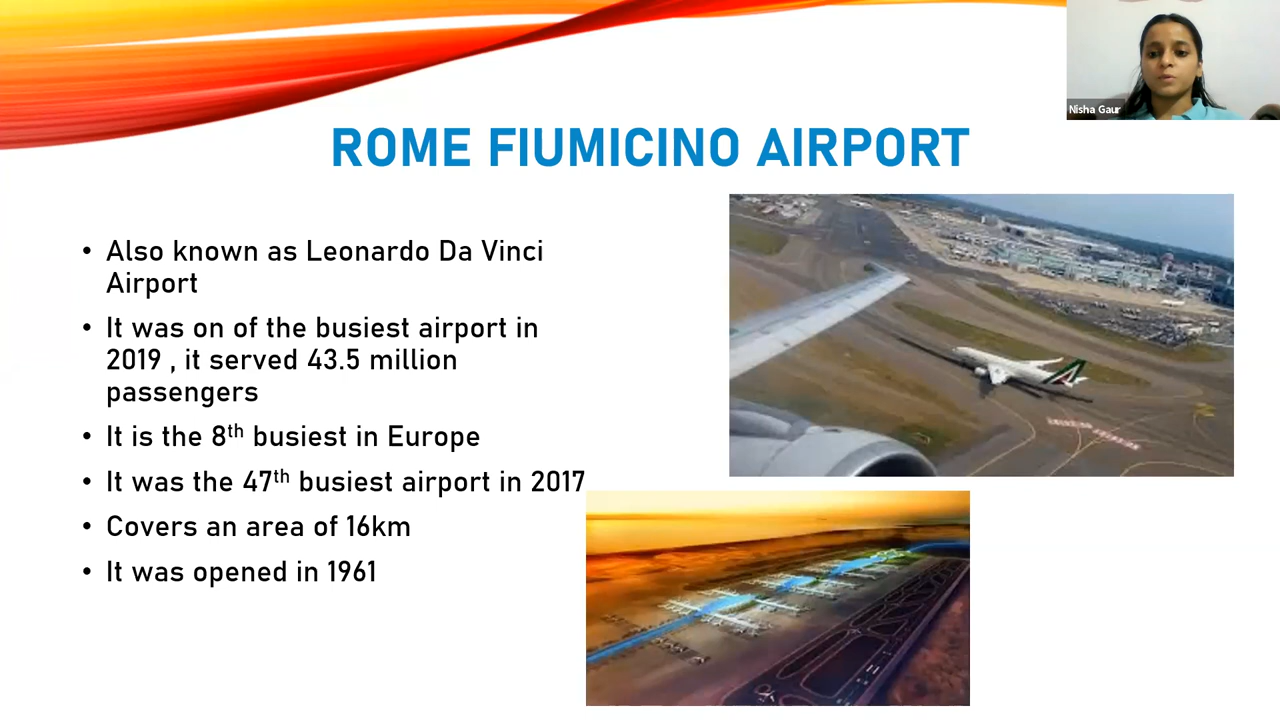 Nisha Gaur
ROME FIUMICINO AIRPORT
• Also known as Leonardo Da Vinci
Airport
• It was on of the busiest airport in
2019 , it served 43.5 million
passengers
• It is the 8th busiest in Europe
• It was the 47th busiest airport in 2017
• Covers an area of 16km
• It was opened in 1961